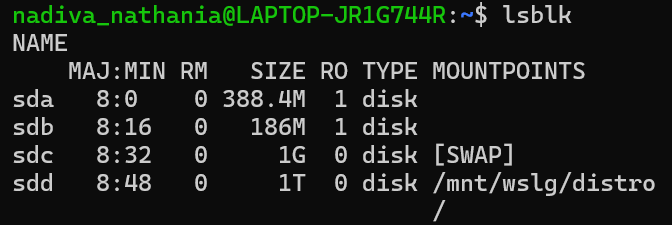 nadiva_nathania@LAPTOP-JR1G744R:~$ lsblk
NAME
    MAJ:MIN RM   SIZE RO TYPE MOUNTPOINTS
sda   8:0    0 388.4M  1 disk
sdb   8:16   0   186M  1 disk
sdc   8:32   0     1G  0 disk [SWAP]
sdd   8:48   0     1T  0 disk /mnt/wslg/distro
                              /